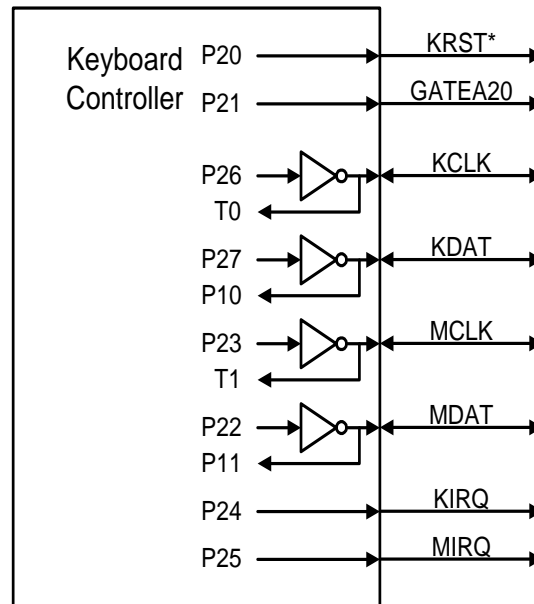 Keyboard
Controller
P20 KRST*
P21 GATEA20
P26 KCLK
T0
P27 KDAT
P10
P23 MCLK
T1
P22 MDAT
P11
P24 KIRQ
P25 MIRQ